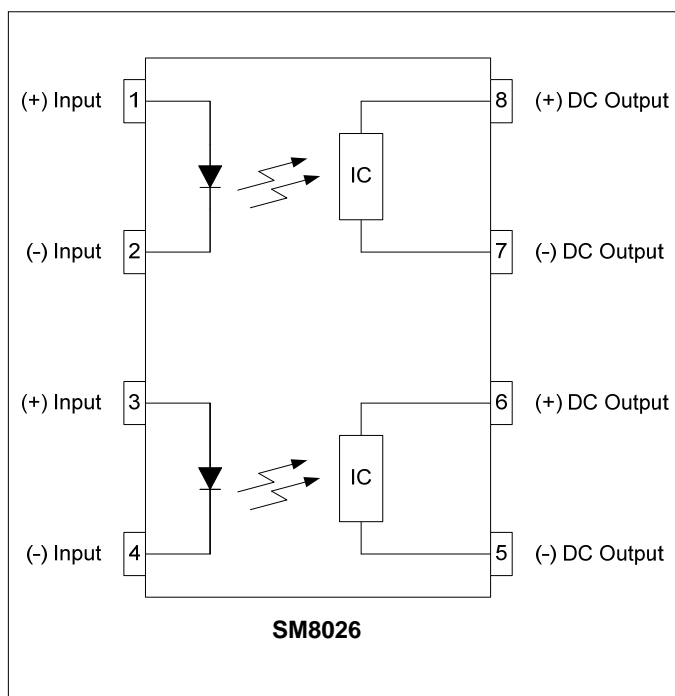 (+) Input 1 8 (+) DC Output
IC
(-) Input 2 7 (-) DC Output
(+) Input 3 6 (+) DC Output
IC
(-) Input 4 5 (-) DC Output
SM8026